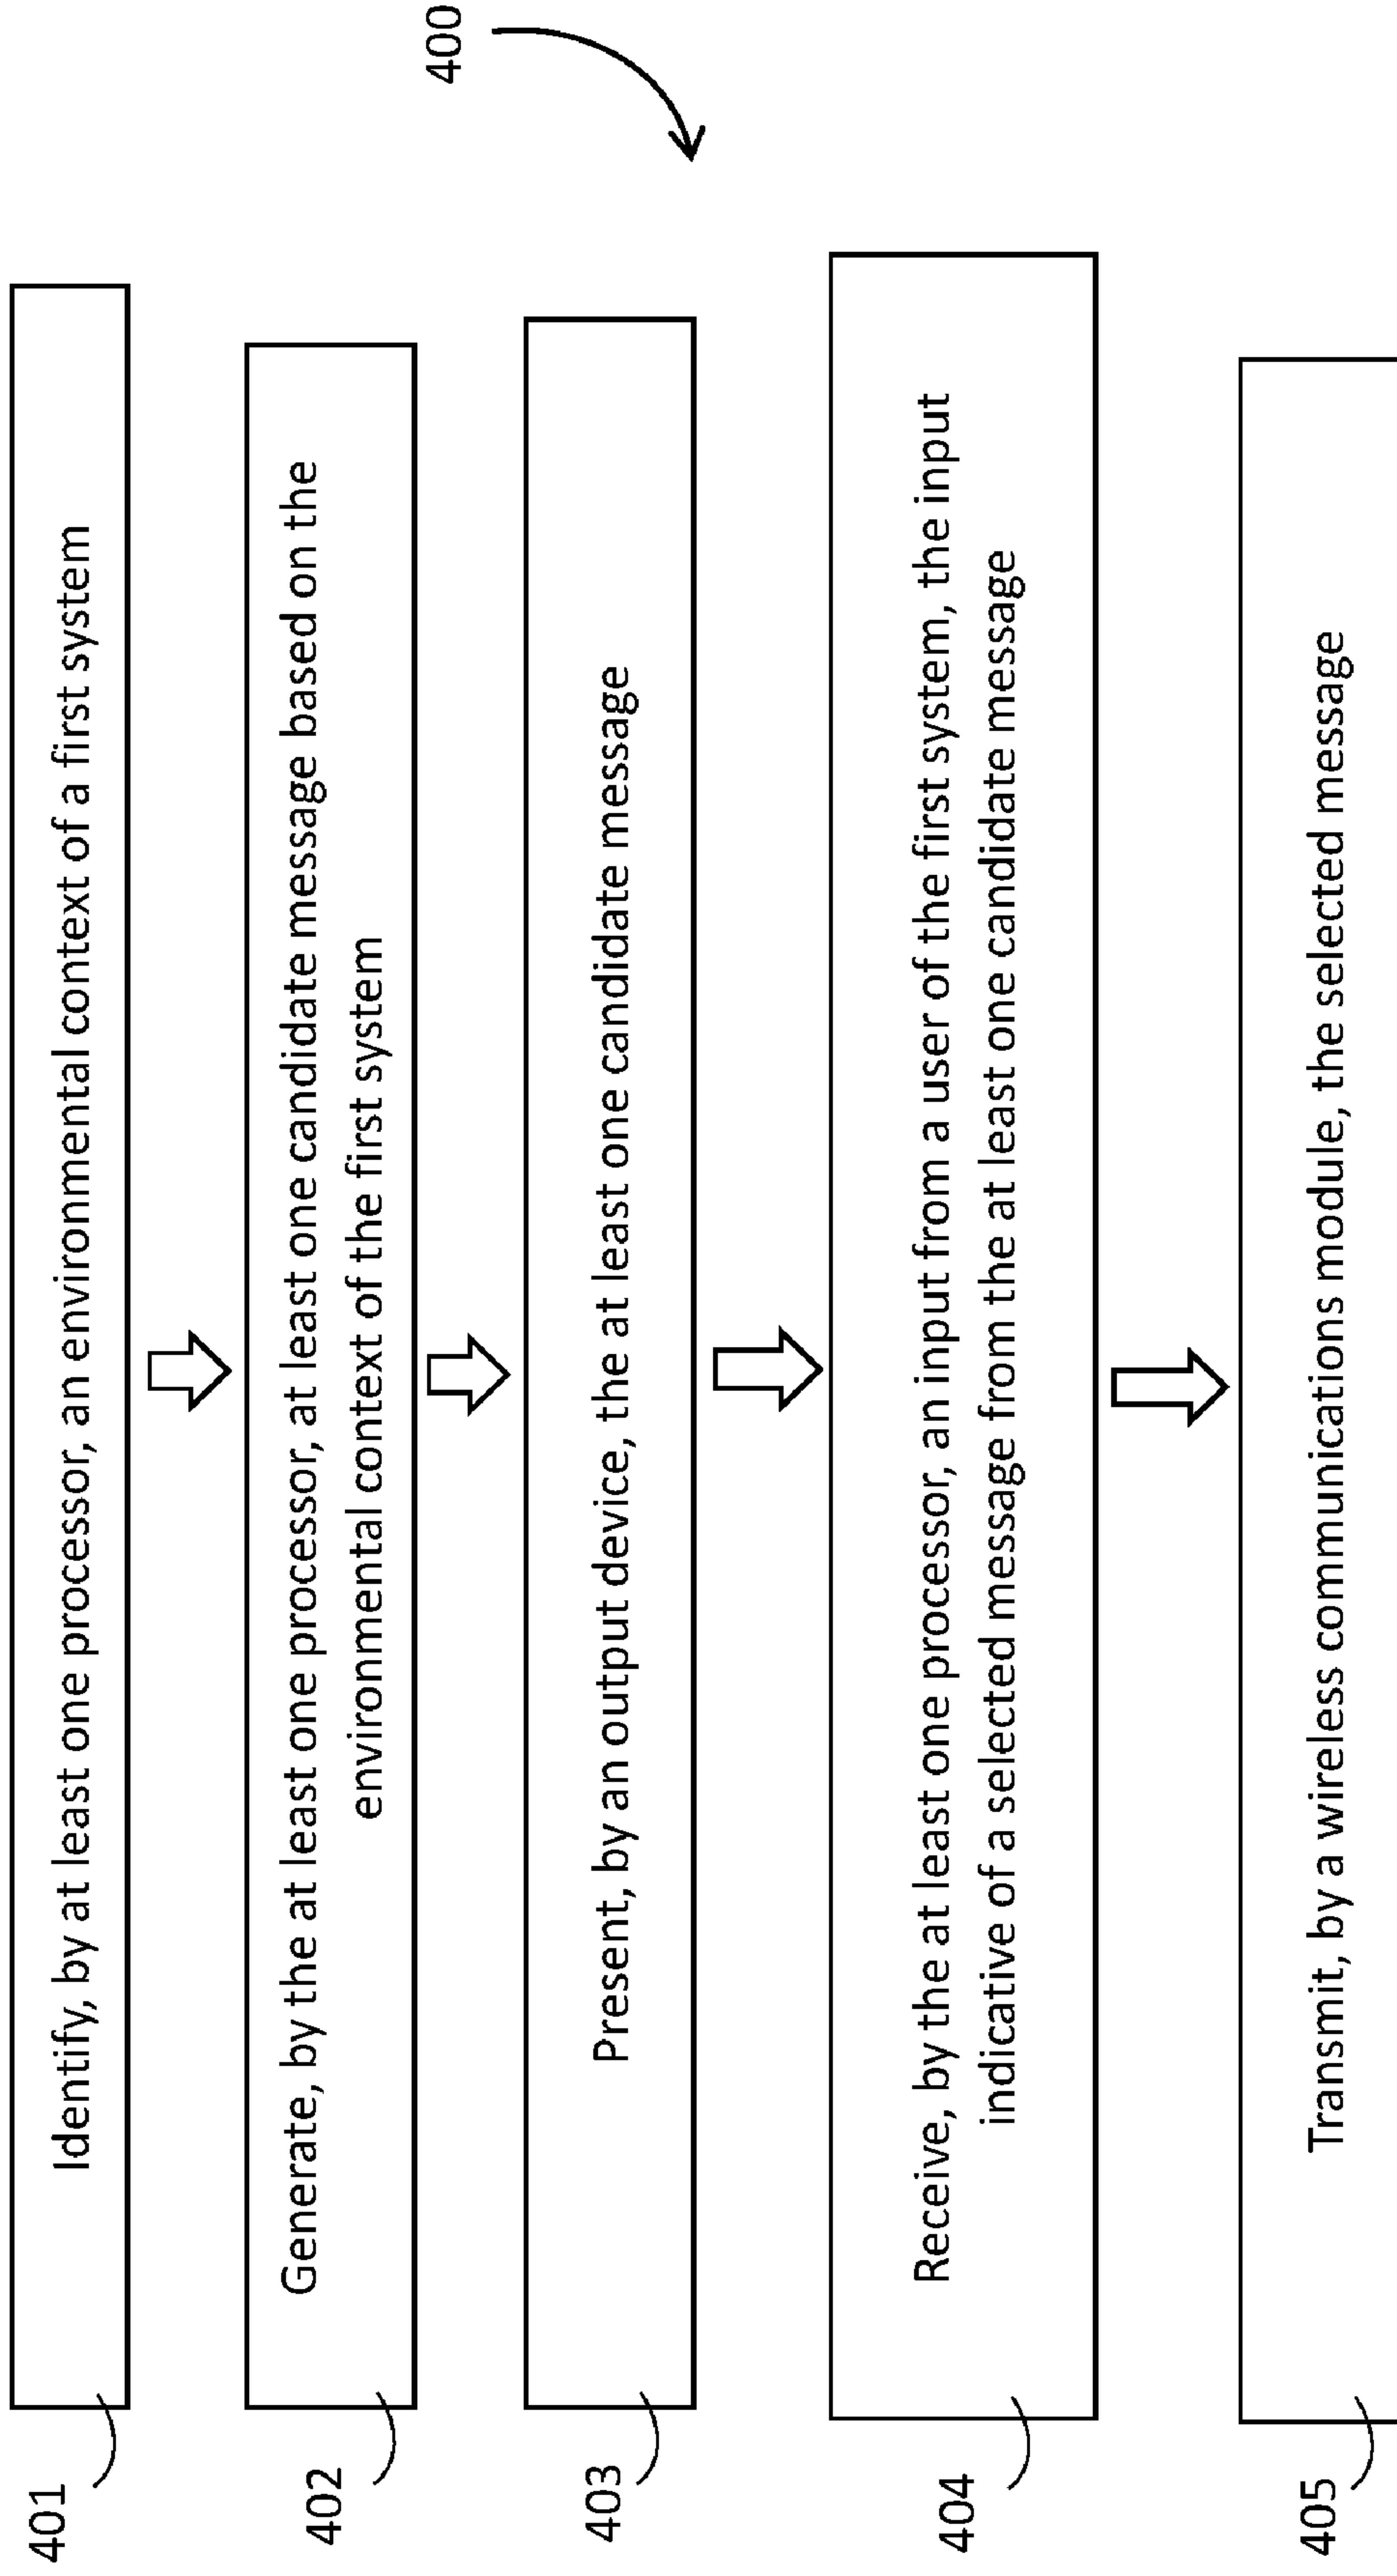 400
401
Identify, by at least one processor, an environmental context of a first system
402
Generate, by the at least one processor, at least one candidate message based on the
environmental context of the first system
403
Present, by an output device, the at least one candidate message
404
Receive, by the at least one processor, an input from a user of the first system, the input
indicative of a selected message from the at least one candidate message
405
Transmit, by a wireless communications module, the selected message